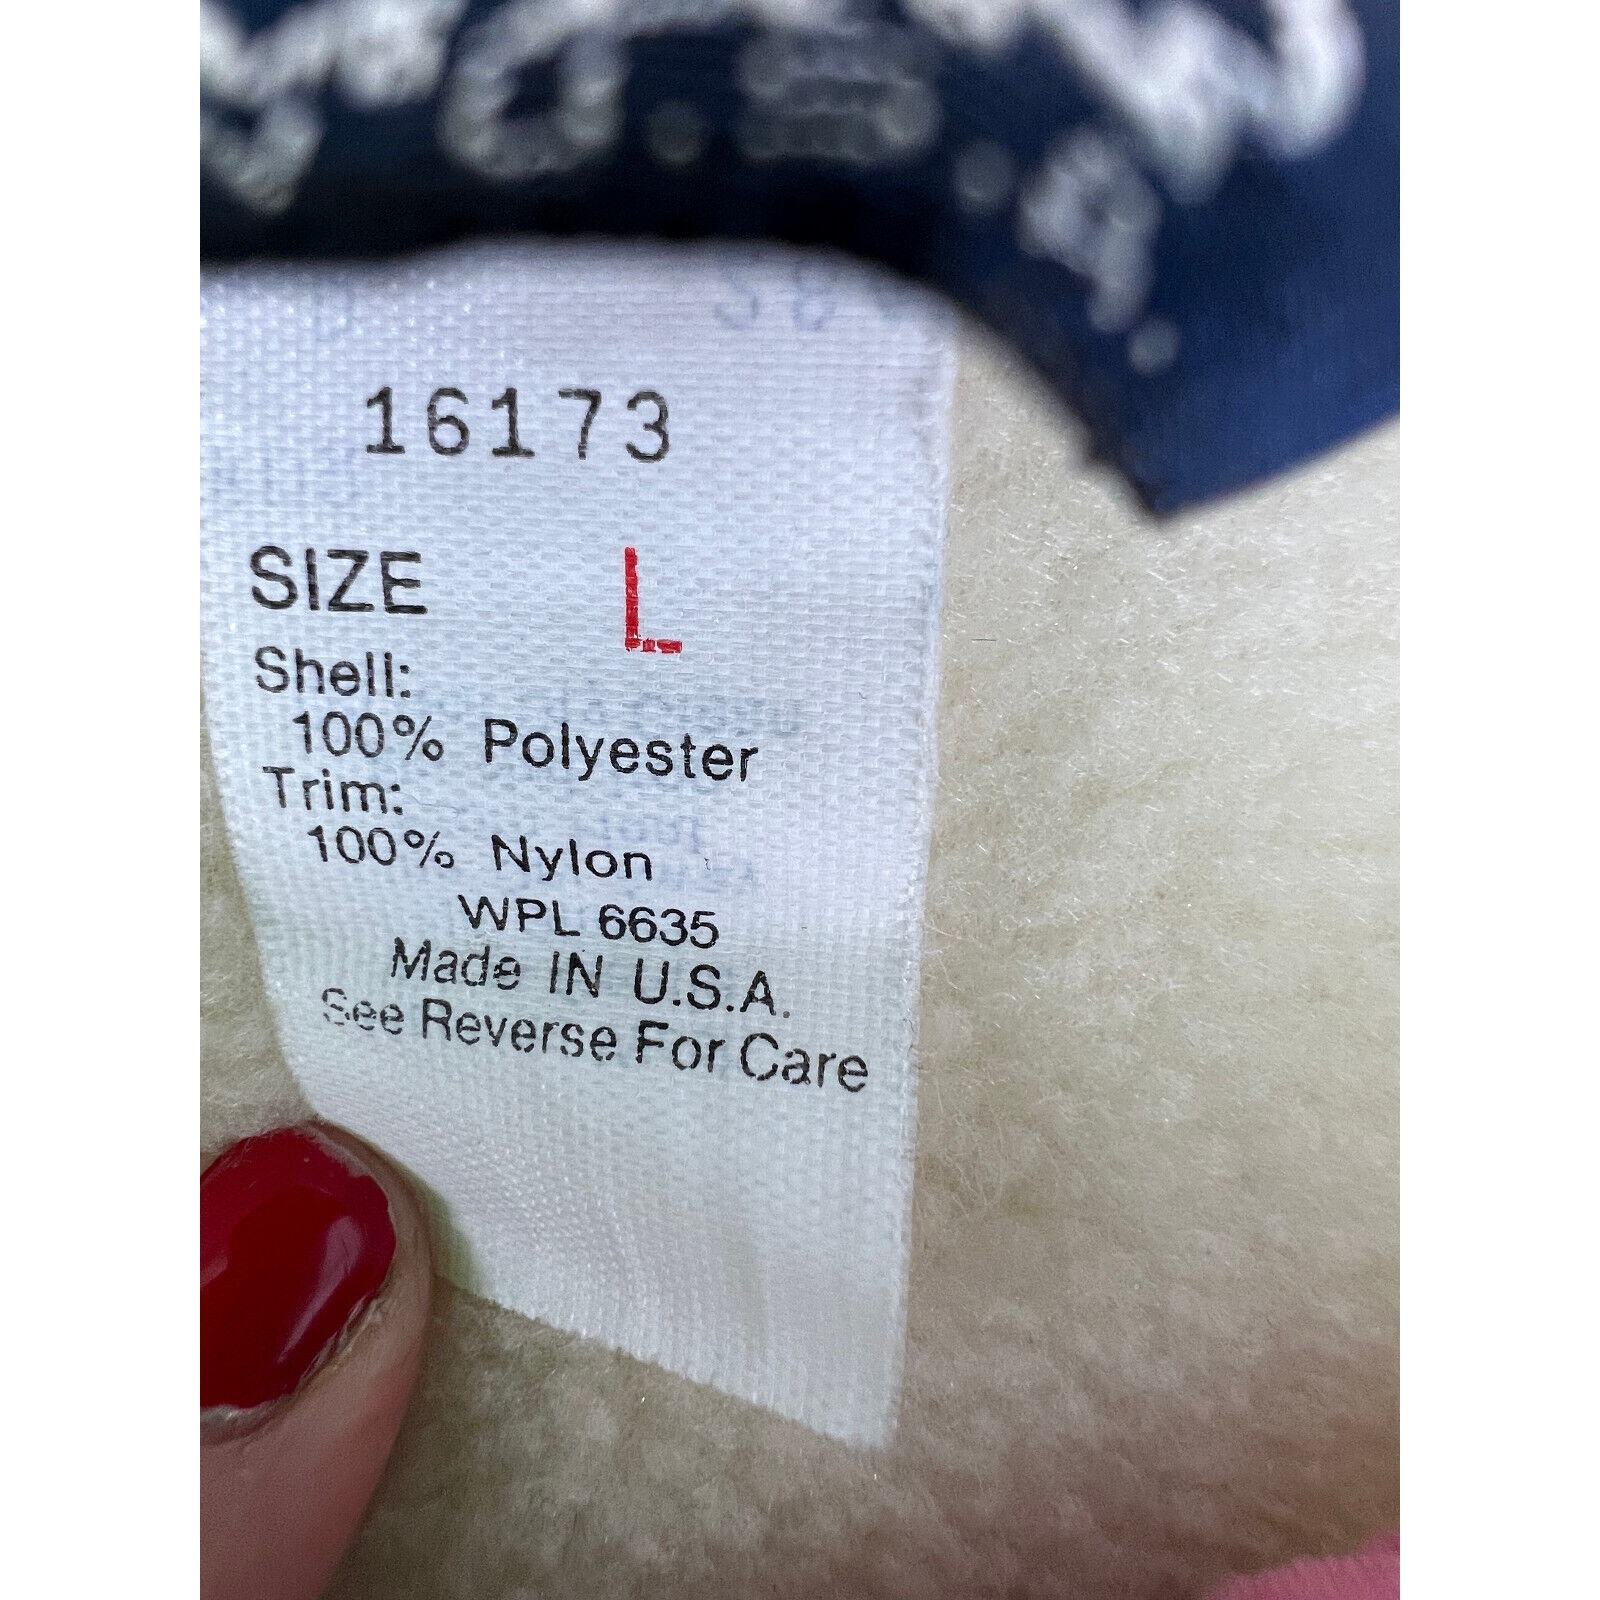 16173
SIZE L
Shell:
100% Polyester
Trim:
100% Nylon
WPL 6635
Made IN U.S.A.
See Reverse For Care